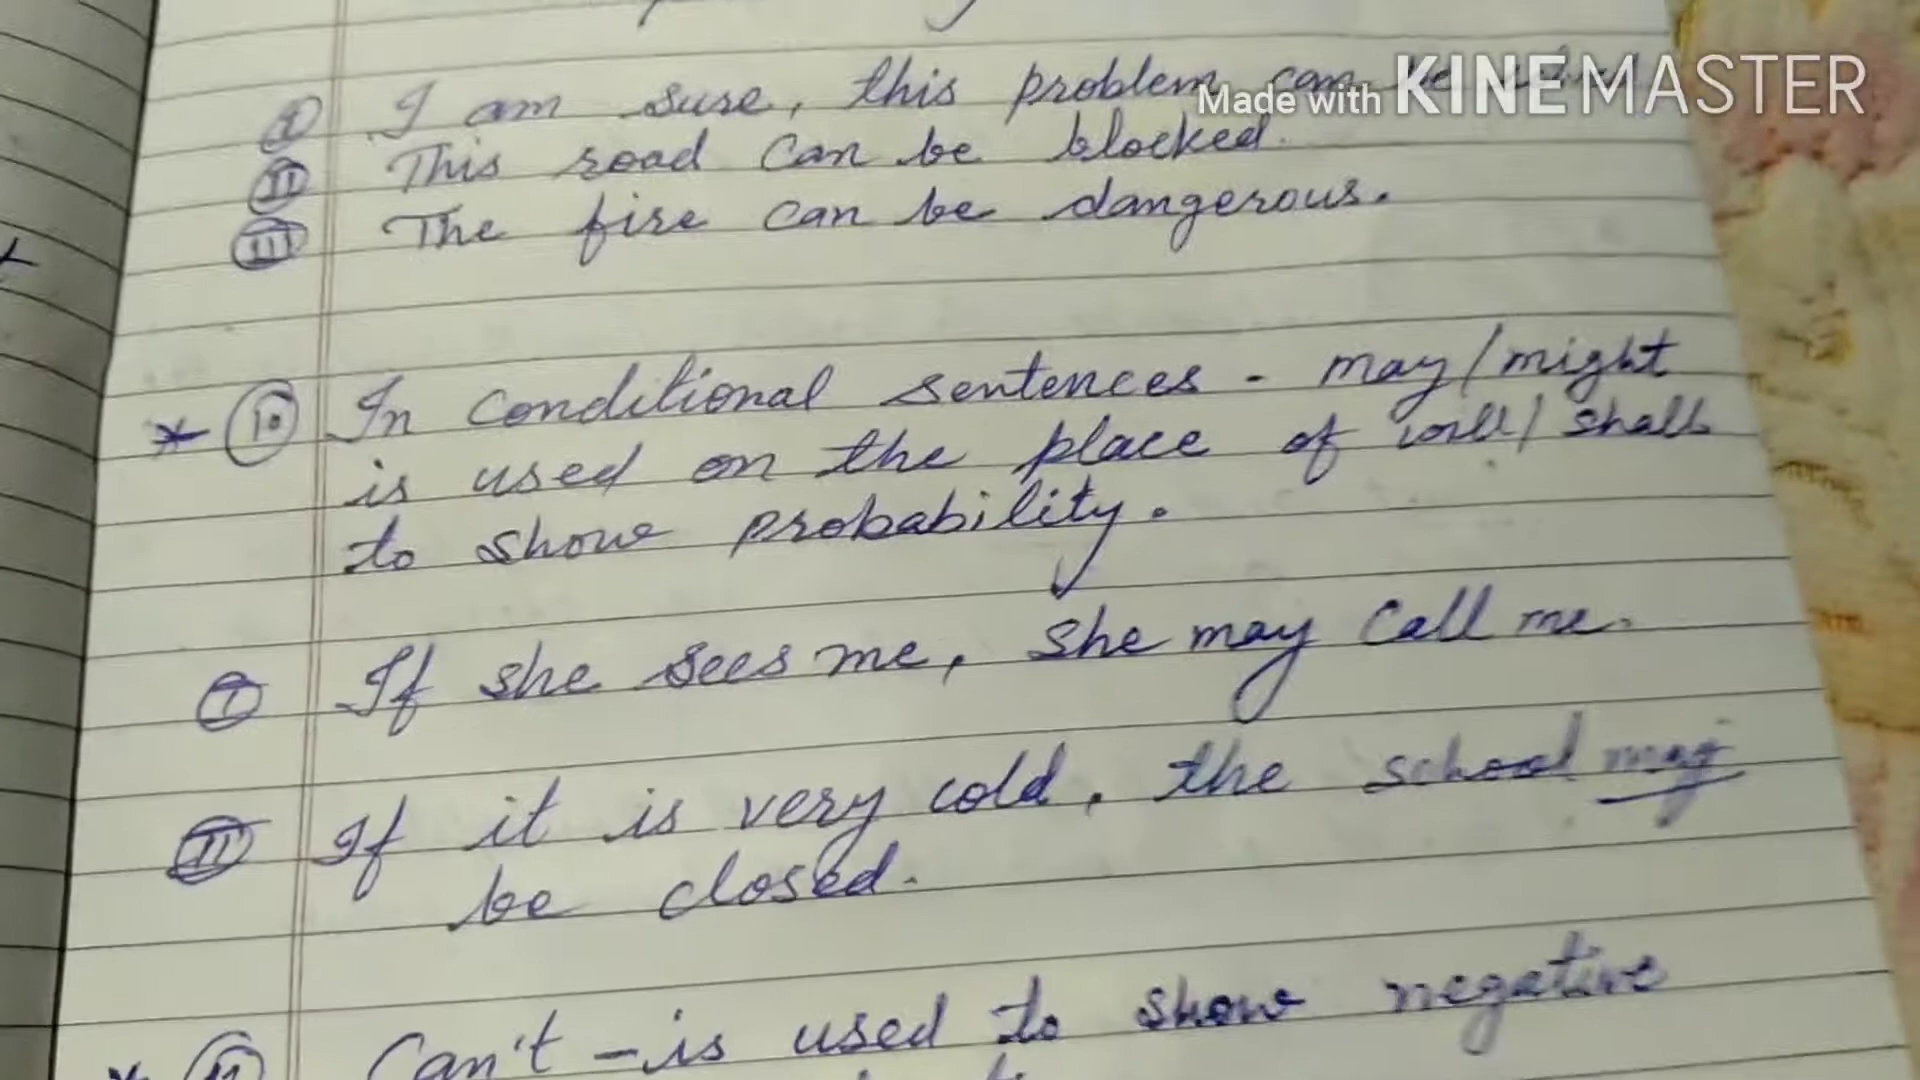 I I am sure, this problem can be
Made with KINEMASTER
II This road can be blocked.
III The fire can be dangerous.
* 10 In Conditional sentences - may/might
is used on the place of will/shall
to show probability.
I If she sees me, she may call me.
II If it is very cold, the school may
be closed.
* 11 Can't - is used to show negative